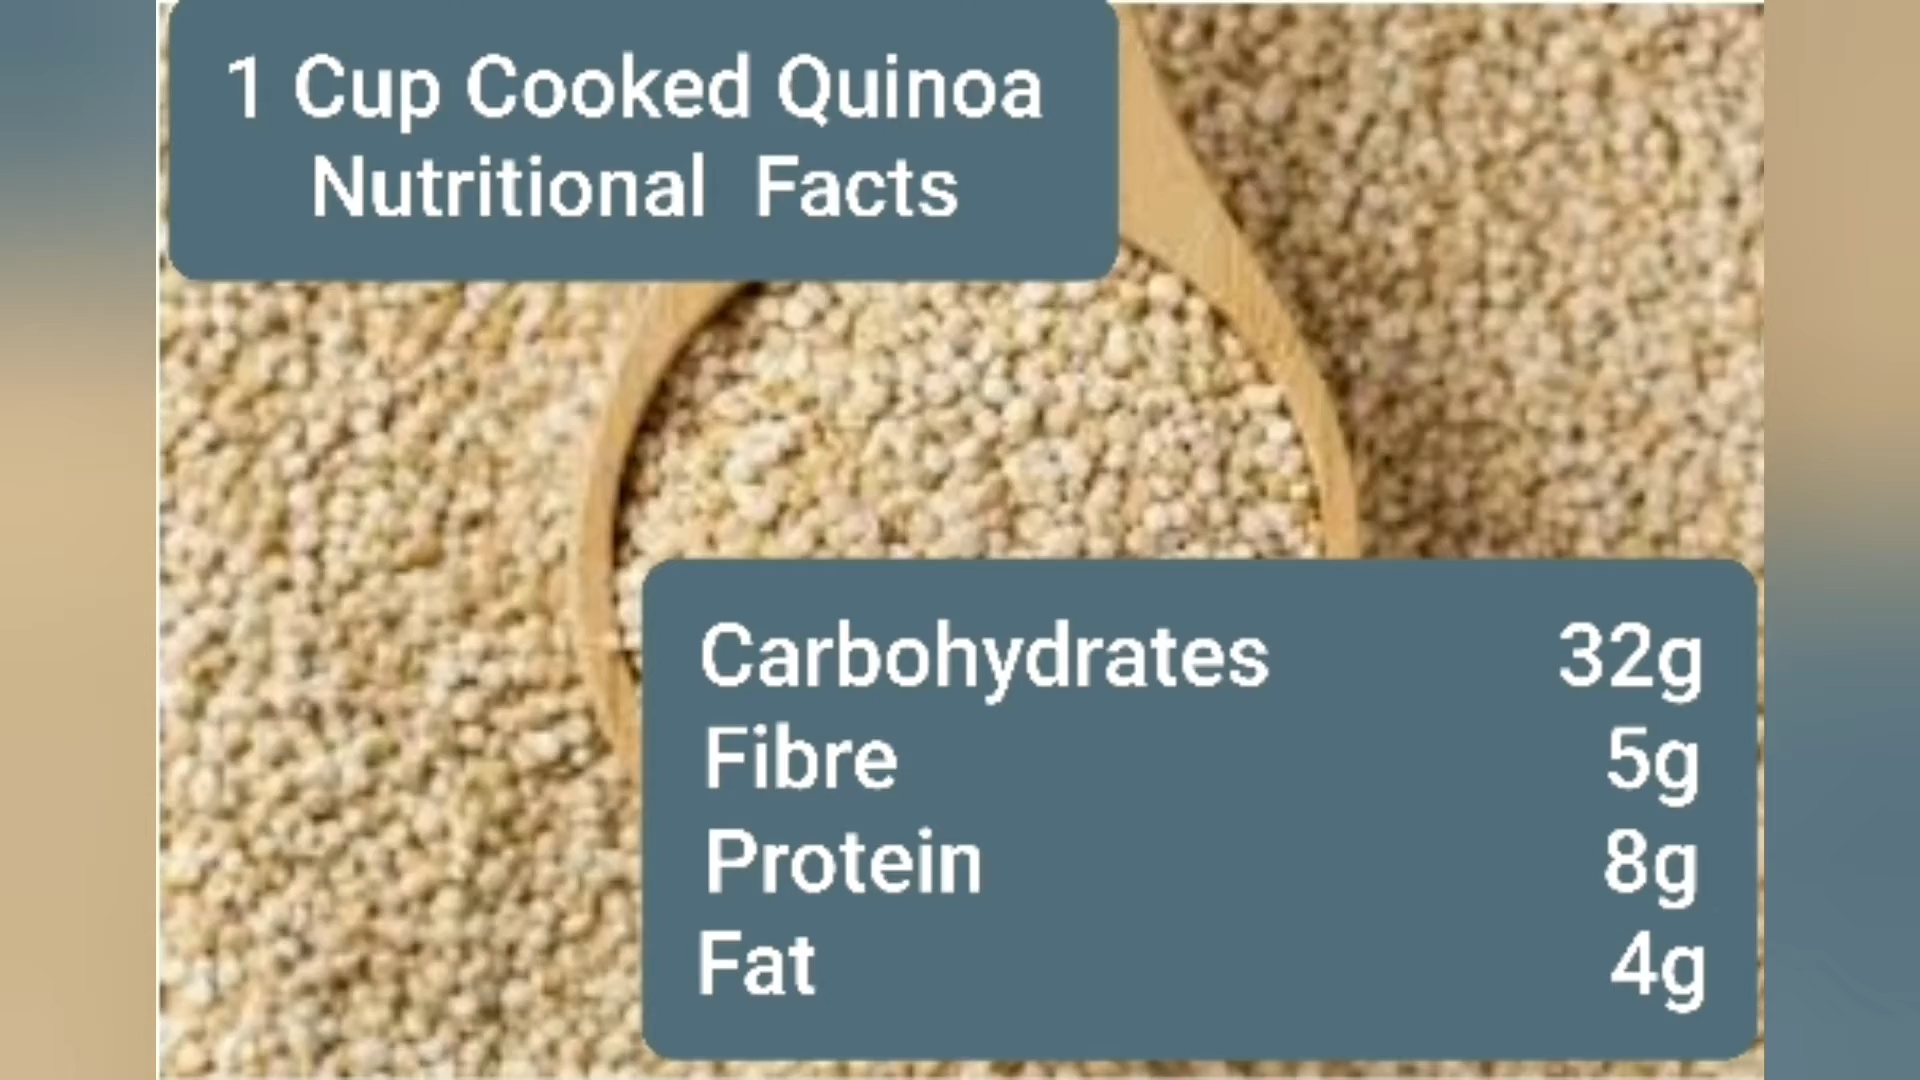 1 Cup Cooked Quinoa
Nutritional Facts
Carbohydrates 32g
Fibre 5g
Protein 8g
Fat 4g